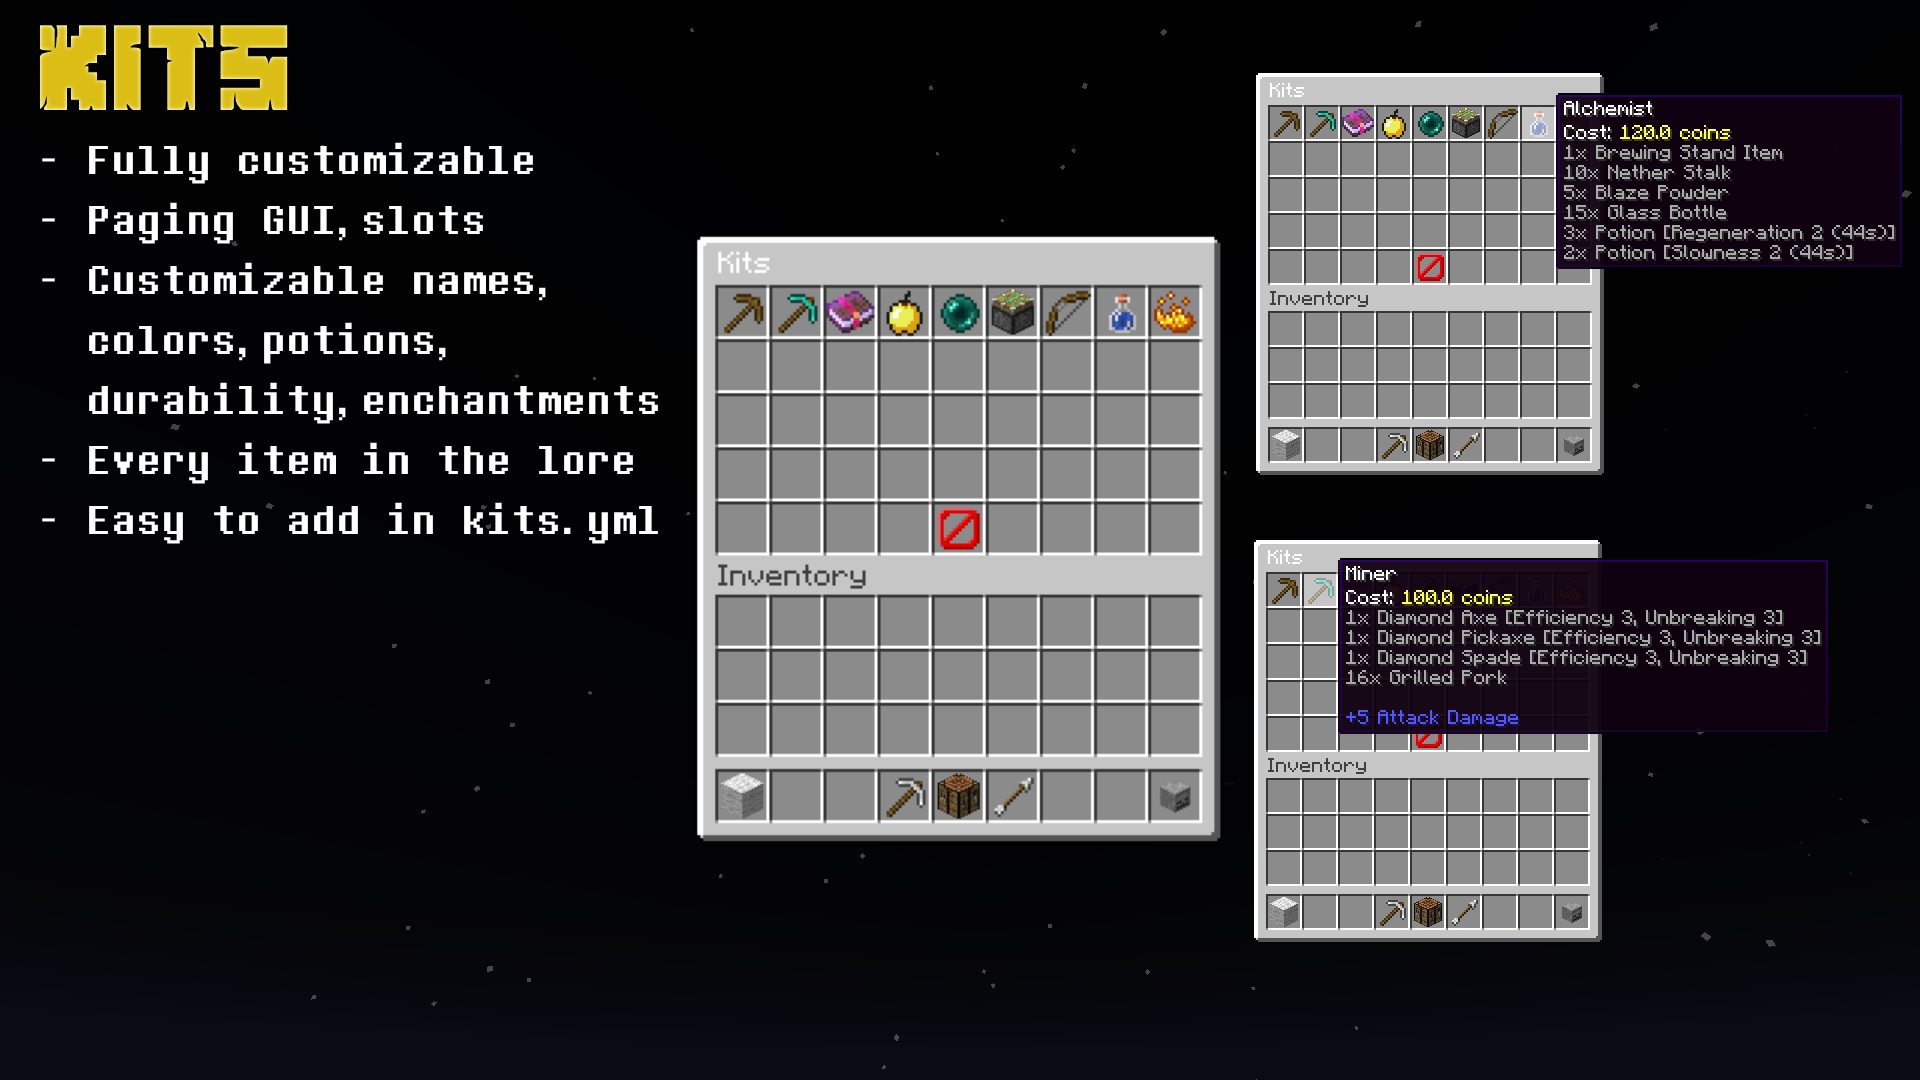 KITS
- Fully customizable
- Paging GUI, slots
- Customizable names,
colors, potions,
durability, enchantments
- Every item in the lore
- Easy to add in kits.yml
Kits
Inventory
Kits
Alchemist
Cost: 120.0 coins
1x Brewing Stand Item
10x Nether Stalk
5x Blaze Powder
15x Glass Bottle
3x Potion [Regeneration 2 (44s)]
2x Potion [Slowness 2 (44s)]
Inventory
Kits
Miner
Cost: 100.0 coins
1x Diamond Axe [Efficiency 3, Unbreaking 3]
1x Diamond Pickaxe [Efficiency 3, Unbreaking 3]
1x Diamond Spade [Efficiency 3, Unbreaking 3]
16x Grilled Pork
+5 Attack Damage
Inventory